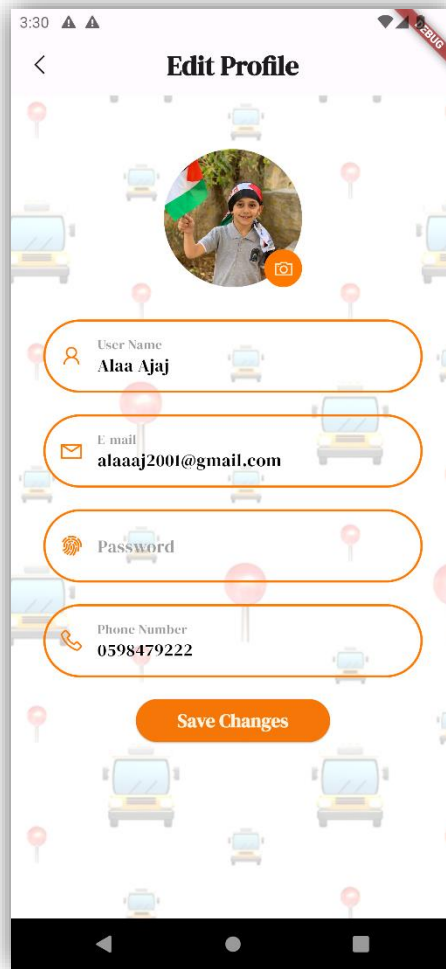 3:30
DEBUG
Edit Profile
User Name
Alaa Ajaj
E-mail
alaaaj2001@gmail.com
Password
Phone Number
0598479222
Save Changes